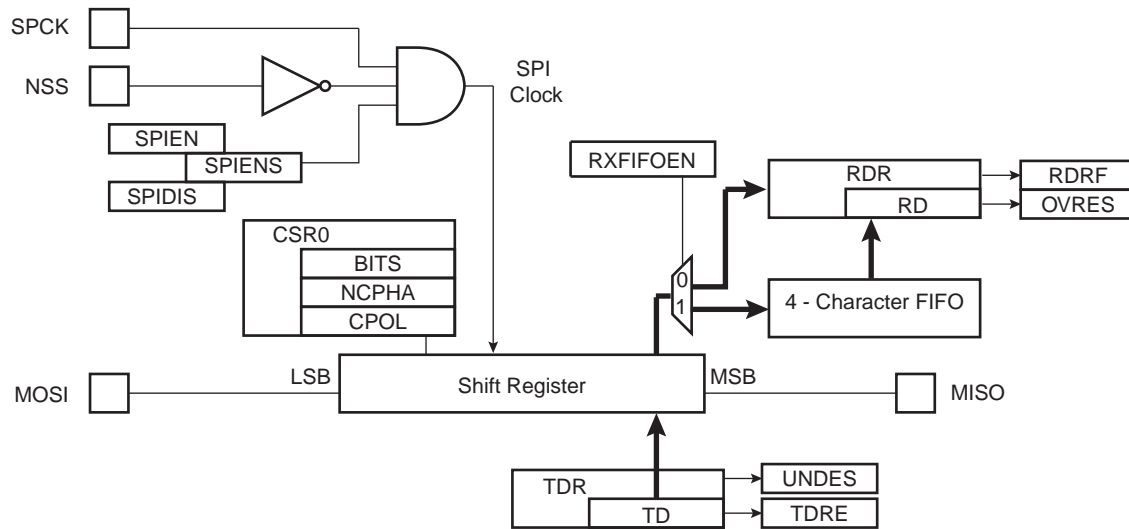 SPCK
NSS
SPI
Clock
SPIEN
SPIENS
SPIDIS
RXFIFOEN
RDR
RD
RDRF
OVRES
CSR0
BITS
NCPHA
CPOL
0
1
4 - Character FIFO
MOSI
LSB
Shift Register
MSB
MISO
TDR
TD
UNDES
TDRE